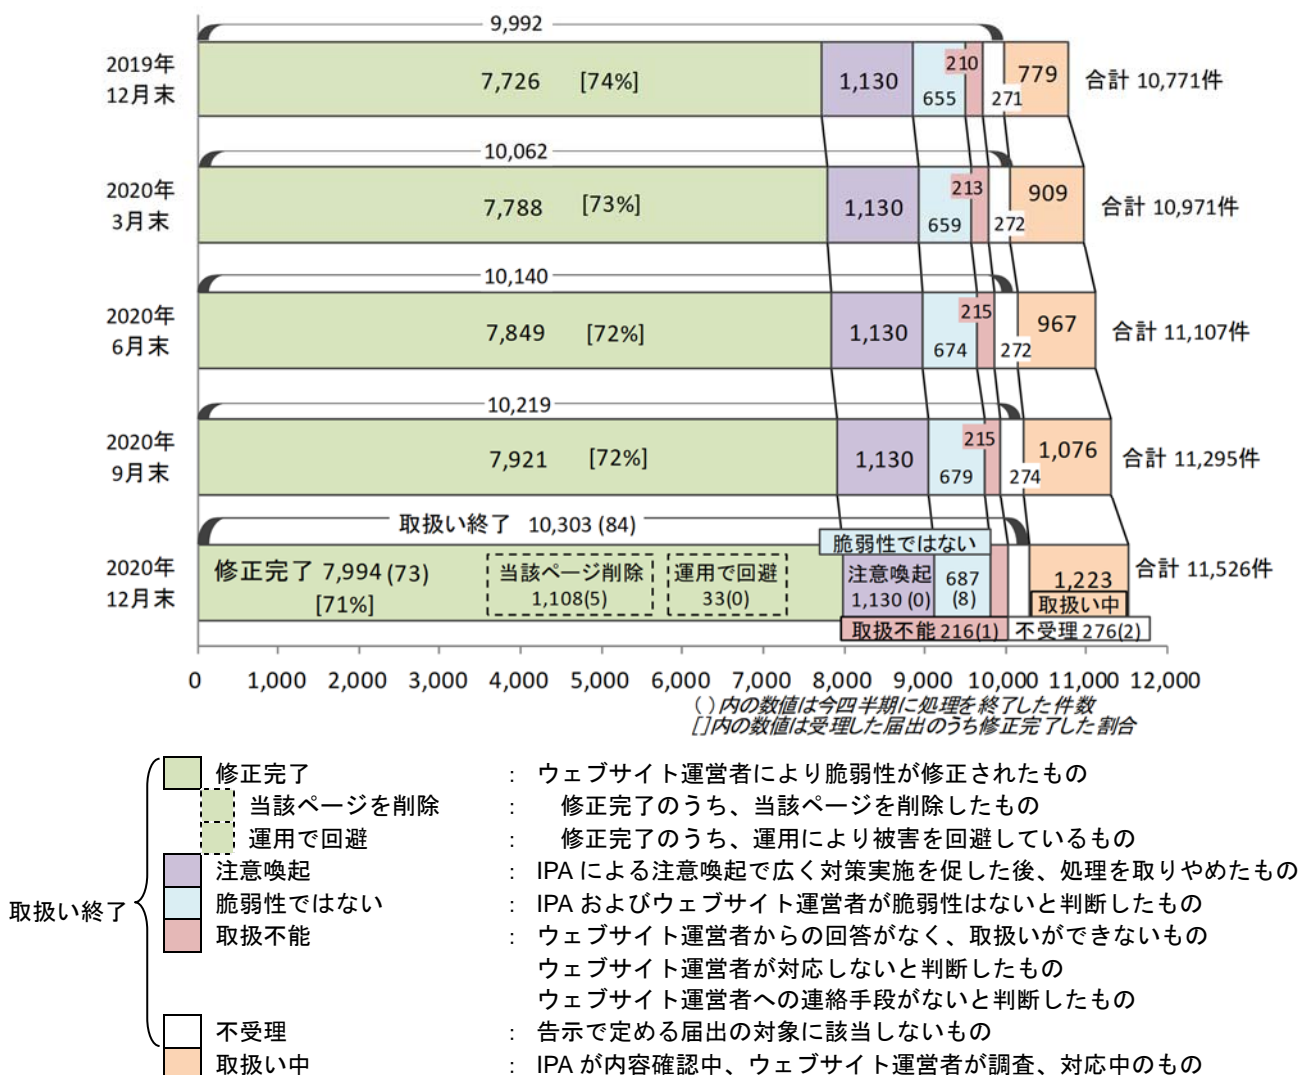 9,992
2019年
12月末
7,726 [74%] 1,130 655 210 271 779 合計 10,771件
10,062
2020年
3月末
7,788 [73%] 1,130 659 213 272 909 合計 10,971件
10,140
2020年
6月末
7,849 [72%] 1,130 674 215 272 967 合計 11,107件
10,219
2020年
9月末
7,921 [72%] 1,130 679 215 274 1,076 合計 11,295件
取扱い終了 10,303 (84)
脆弱性ではない
2020年
12月末
修正完了 7,994 (73)
[71%]
当該ページ削除
1,108(5)
運用で回避
33(0)
注意喚起
1,130 (0)
687
(8)
1,223
取扱い中
合計 11,526件
取扱不能 216(1) 不受理 276(2)
0 1,000 2,000 3,000 4,000 5,000 6,000 7,000 8,000 9,000 10,000 11,000 12,000
( )内の数値は今四半期に処理を終了した件数
[]内の数値は受理した届出のうち修正完了した割合
取扱い終了
修正完了 : ウェブサイト運営者により脆弱性が修正されたもの
当該ページを削除 : 修正完了のうち、当該ページを削除したもの
運用で回避 : 修正完了のうち、運用により被害を回避しているもの
注意喚起 : IPA による注意喚起で広く対策実施を促した後、処理を取りやめたもの
脆弱性ではない : IPA およびウェブサイト運営者が脆弱性はないと判断したもの
取扱不能 : ウェブサイト運営者からの回答がなく、取扱いができないもの
ウェブサイト運営者が対応しないと判断したもの
ウェブサイト運営者への連絡手段がないと判断したもの
不受理 : 告示で定める届出の対象に該当しないもの
取扱い中 : IPA が内容確認中、ウェブサイト運営者が調査、対応中のもの